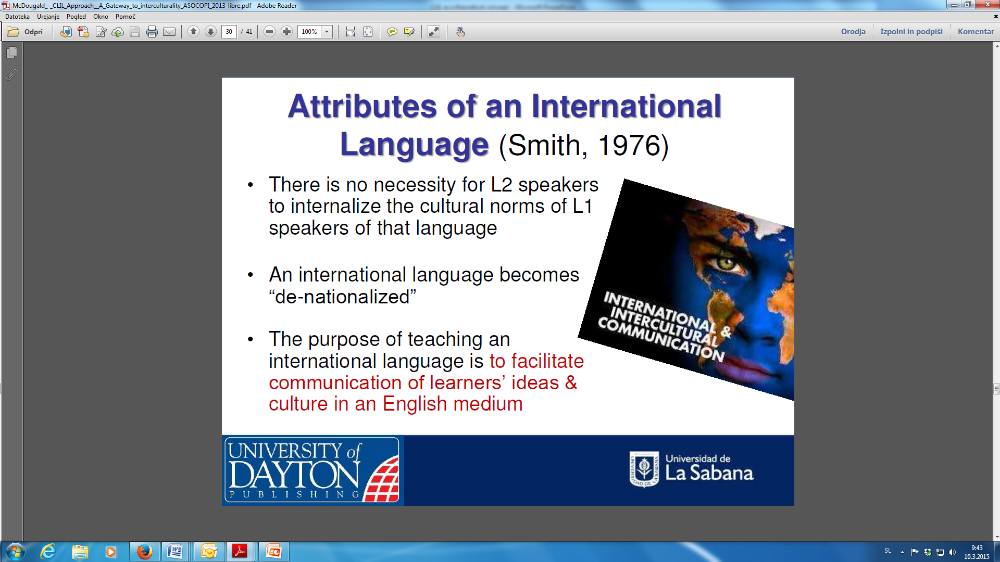 McDougald_-_CLIL_Approach__A_Gateway_to_interculturality_ASOCOPI_2013-libre.pdf - Adobe Reader
Datoteka Urejanje Pogled Okno Pomoč
Odpri 30 / 41 100% Orodja Izpolni in podpiši Komentar
Attributes of an International
Language (Smith, 1976)
• There is no necessity for L2 speakers
to internalize the cultural norms of L1
speakers of that language
• An international language becomes
“de-nationalized”
• The purpose of teaching an
international language is to facilitate
communication of learners’ ideas &
culture in an English medium
INTERNATIONAL &
INTERCULTURAL
COMMUNICATION
UNIVERSITY of
DAYTON
PUBLISHING
Universidad de
La Sabana
SL
9:43
10.3.2015